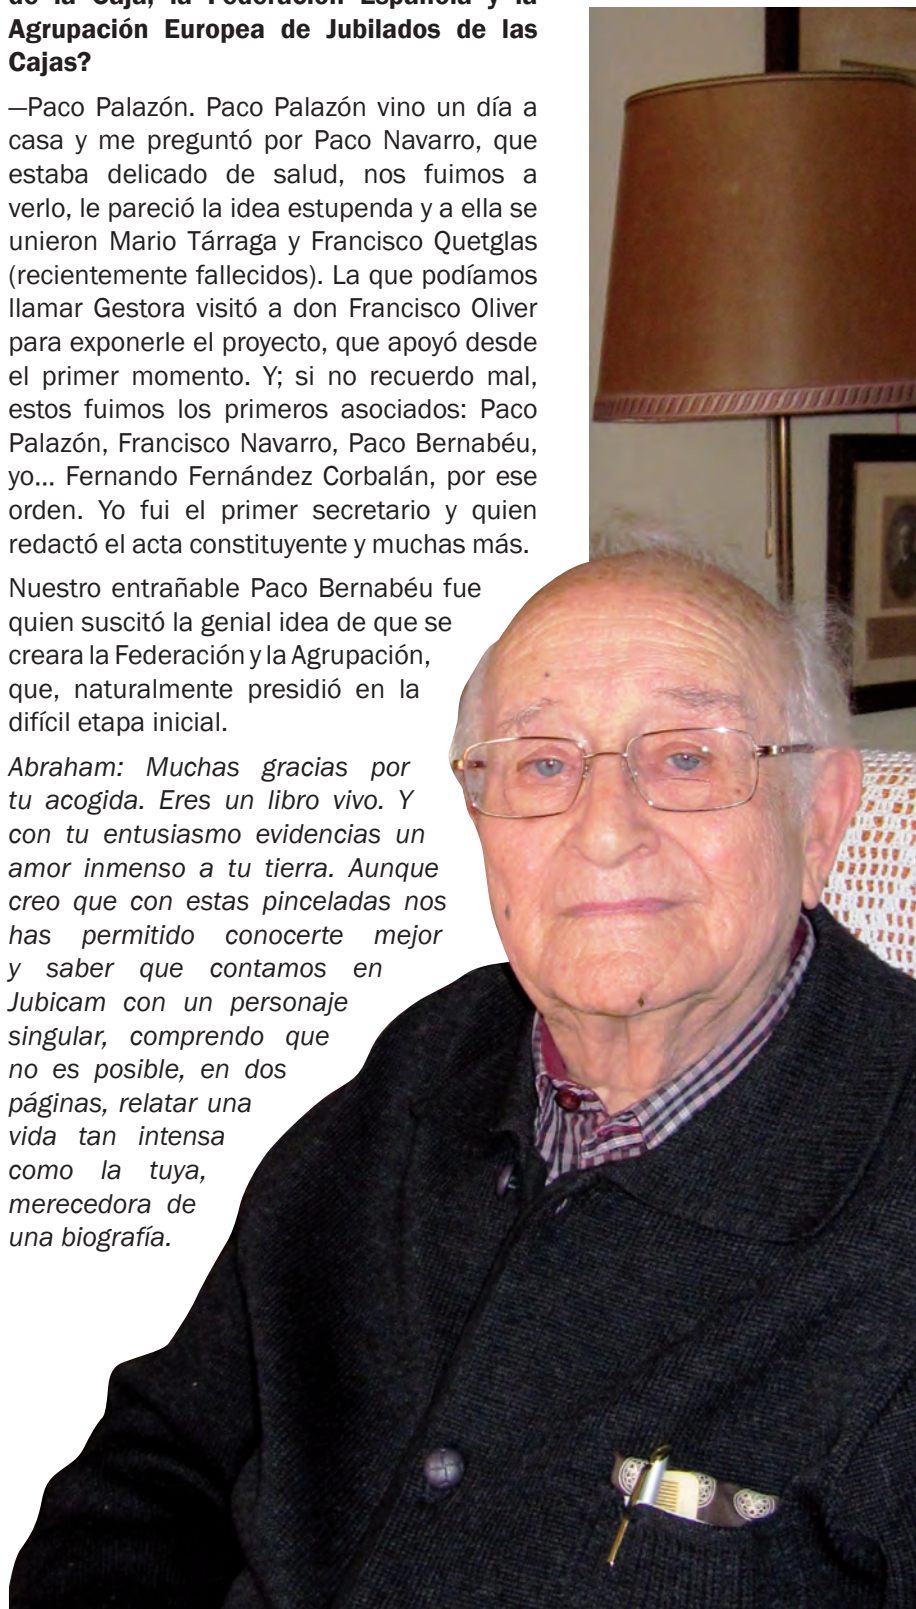 de la Caja, la Federación Española y la
Agrupación Europea de Jubilados de las
Cajas?
—Paco Palazón. Paco Palazón vino un día a
casa y me preguntó por Paco Navarro, que
estaba delicado de salud, nos fuimos a
verlo, le pareció la idea estupenda y a ella se
unieron Mario Tárraga y Francisco Quetglas
(recientemente fallecidos). La que podíamos
llamar Gestora visitó a don Francisco Oliver
para exponerle el proyecto, que apoyó desde
el primer momento. Y; si no recuerdo mal,
estos fuimos los primeros asociados: Paco
Palazón, Francisco Navarro, Paco Bernabéu,
yo... Fernando Fernández Corbalán, por ese
orden. Yo fui el primer secretario y quien
redactó el acta constituyente y muchas más.
Nuestro entrañable Paco Bernabéu fue
quien suscitó la genial idea de que se
creara la Federación y la Agrupación,
que, naturalmente presidió en la
difícil etapa inicial.
Abraham: Muchas gracias por
tu acogida. Eres un libro vivo. Y
con tu entusiasmo evidencias un
amor inmenso a tu tierra. Aunque
creo que con estas pinceladas nos
has permitido conocerte mejor
y saber que contamos en
Jubicam con un personaje
singular, comprendo que
no es posible, en dos
páginas, relatar una
vida tan intensa
como la tuya,
merecedora de
una biografía.